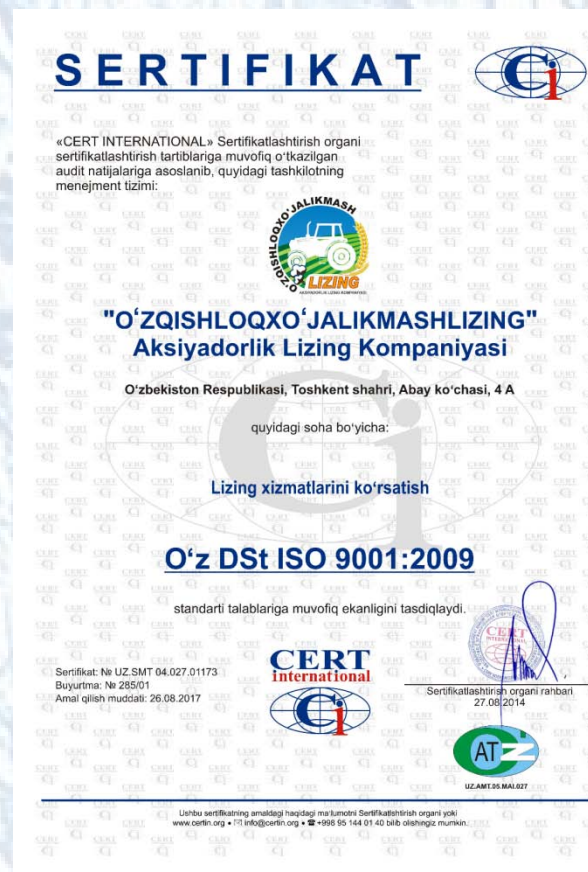 SERTIFIKAT
«CERT INTERNATIONAL» Sertifikatlashtirish organi
sertifikatlashtirish tartiblariga muvofiq o‘tkazilgan
audit natijalariga asoslanib, quyidagi tashkilotning
menejment tizimi:
O‘ZQISHLOQXO‘JALIKMASH
LIZING
"O‘ZQISHLOQXO‘JALIKMASHLIZING"
Aksiyadorlik Lizing Kompaniyasi
O‘zbekiston Respublikasi, Toshkent shahri, Abay ko‘chasi, 4 A
quyidagi soha bo‘yicha:
Lizing xizmatlarini ko‘rsatish
O‘z DSt ISO 9001:2009
standarti talablariga muvofiq ekanligini tasdiqlaydi.
Sertifikat: № UZ.SMT 04.027.01173
Buyurtma: № 285/01
Amal qilish muddati: 26.08.2017
CERT
international
Ci
CERT
INTERNATIONAL
Sertifikatlashtirish organi rahbari
27.08.2014
UZ.AMT.05.MAI.027
Ushbu sertifikatning amaldagi haqidagi ma'lumotni Sertifikatlshtirish organi yoki
www.certin.org • info@certin.org • +998 95 144 01 40 bilib olishingiz mumkin.